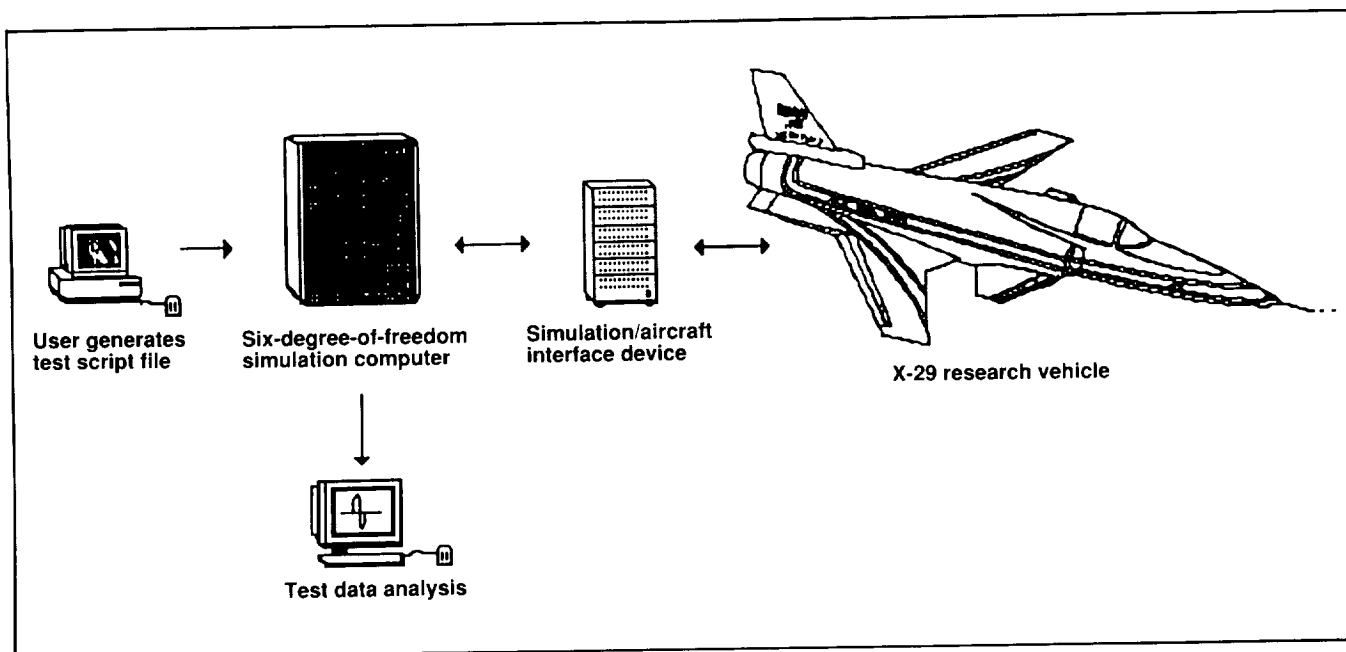 User generates
test script file
Six-degree-of-freedom
simulation computer
Simulation/aircraft
interface device
X-29 research vehicle
Test data analysis